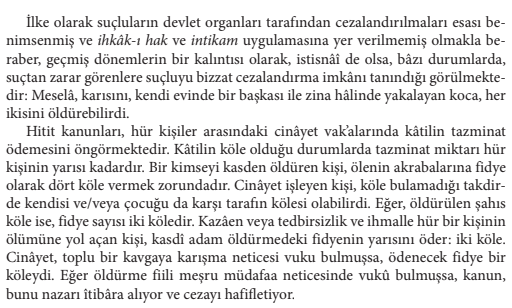 İlke olarak suçluların devlet organları tarafından cezalandırılmaları esası be-
nimsenmiş ve ihkâk-ı hak ve intikam uygulamasına yer verilmemiş olmakla be-
raber, geçmiş dönemlerin bir kalıntısı olarak, istisnâî de olsa, bâzı durumlarda,
suçtan zarar görenlere suçluyu bizzat cezalandırma imkânı tanındığı görülmekte-
dir: Meselâ, karısını, kendi evinde bir başkası ile zina hâlinde yakalayan koca, her
ikisini öldürebilirdi.
Hitit kanunları, hür kişiler arasındaki cinâyet vak'alarında kâtilin tazminat
ödemesini öngörmektedir. Kâtilin köle olduğu durumlarda tazminat miktarı hür
kişinin yarısı kadardır. Bir kimseyi kasden öldüren kişi, ölenin akrabalarına fidye
olarak dört köle vermek zorundadır. Cinâyet işleyen kişi, köle bulamadığı takdir-
de kendisi ve/veya çocuğu da karşı tarafın kölesi olabilirdi. Eğer, öldürülen şahıs
köle ise, fidye sayısı iki köledir. Kazâen veya tedbirsizlik ve ihmalle hür bir kişinin
ölümüne yol açan kişi, kasdî adam öldürmedeki fidyenin yarısını öder: iki köle.
Cinâyet, toplu bir kavgaya karışma neticesi vuku bulmuşsa, ödenecek fidye bir
köleydi. Eğer öldürme fiili meşru müdafaa neticesinde vukû bulmuşsa, kanun,
bunu nazarı îtibâra alıyor ve cezayı hafifletiyor.